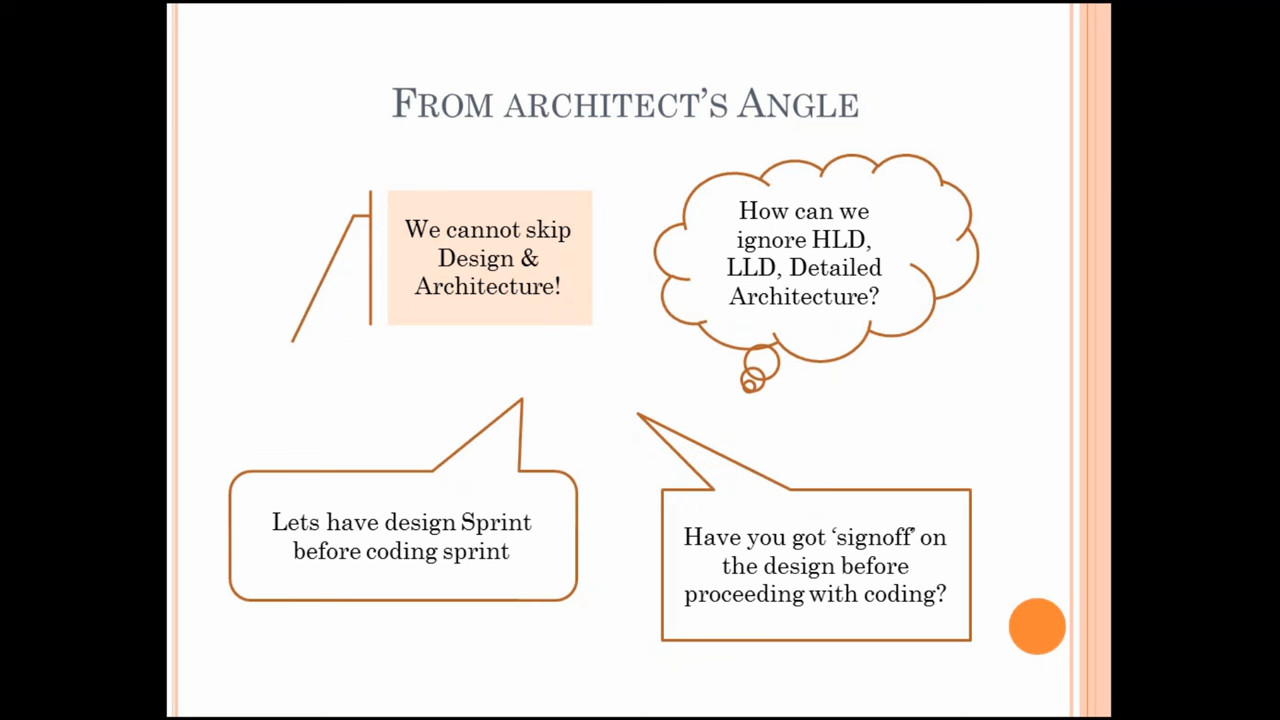 FROM ARCHITECT'S ANGLE
We cannot skip
Design &
Architecture!
How can we
ignore HLD,
LLD, Detailed
Architecture?
Lets have design Sprint
before coding sprint
Have you got ‘signoff’ on
the design before
proceeding with coding?